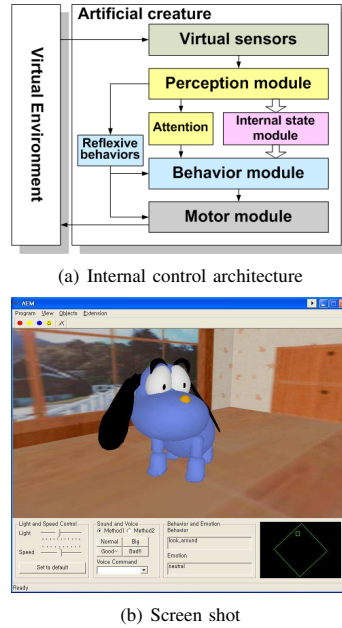 Artificial creature
Virtual Environment
Virtual sensors
Perception module
Attention
Internal state
module
Reflexive
behaviors
Behavior module
Motor module
(a) Internal control architecture
AEM
Program View Objects Extension
Light and Speed Control
Light
Speed
Set to default
Sound and Voice
Method1 Method2
Normal Big
Good~ Bad!!
Voice Command
Behavior and Emotion
Behavior
look_around
Emotion
neutral
Ready
(b) Screen shot